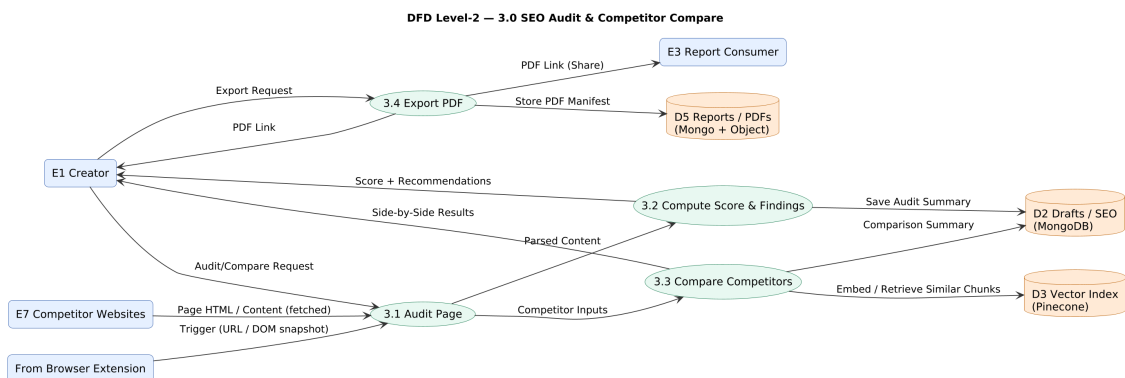 DFD Level-2 — 3.0 SEO Audit & Competitor Compare
E3 Report Consumer
PDF Link (Share)
Export Request
3.4 Export PDF
Store PDF Manifest
D5 Reports / PDFs
(Mongo + Object)
PDF Link
E1 Creator
Score + Recommendations
3.2 Compute Score & Findings
Save Audit Summary
D2 Drafts / SEO
(MongoDB)
Side-by-Side Results
Comparison Summary
Parsed Content
Audit/Compare Request
3.3 Compare Competitors
Embed / Retrieve Similar Chunks
D3 Vector Index
(Pinecone)
E7 Competitor Websites
Page HTML / Content (fetched)
3.1 Audit Page
Competitor Inputs
Trigger (URL / DOM snapshot)
From Browser Extension